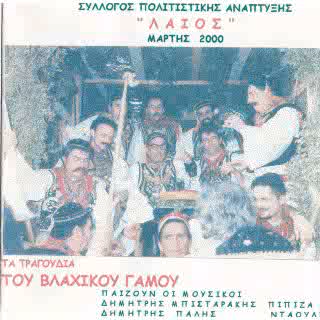 ΣΥΛΛΟΓΟΣ ΠΟΛΙΤΙΣΤΙΚΗΣ ΑΝΑΠΤΥΞΗΣ
"ΛΑΙΟΣ"
ΜΑΡΤΗΣ 2000
ΤΑ ΤΡΑΓΟΥΔΙΑ
ΤΟΥ ΒΛΑΧΙΚΟΥ ΓΑΜΟΥ
ΠΑΙΖΟΥΝ ΟΙ ΜΟΥΣΙΚΟΙ
ΔΗΜΗΤΡΗΣ ΜΠΙΣΤΑΡΑΚΗΣ ΠΙΠΙΖΑ
ΔΗΜΗΤΡΗΣ ΠΑΛΗΣ ΝΤΑΟΥΛ